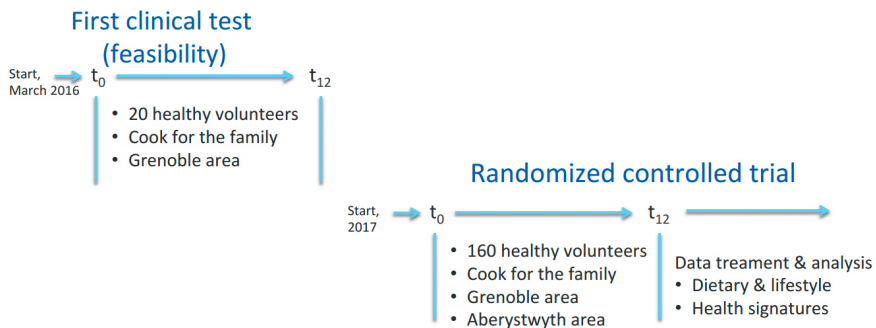 First clinical test
(feasibility)
Start,
March 2016
t0
t12
• 20 healthy volunteers
• Cook for the family
• Grenoble area
Randomized controlled trial
Start,
2017
t0
t12
• 160 healthy volunteers
• Cook for the family
• Grenoble area
• Aberystwyth area
Data treament & analysis
• Dietary & lifestyle
• Health signatures